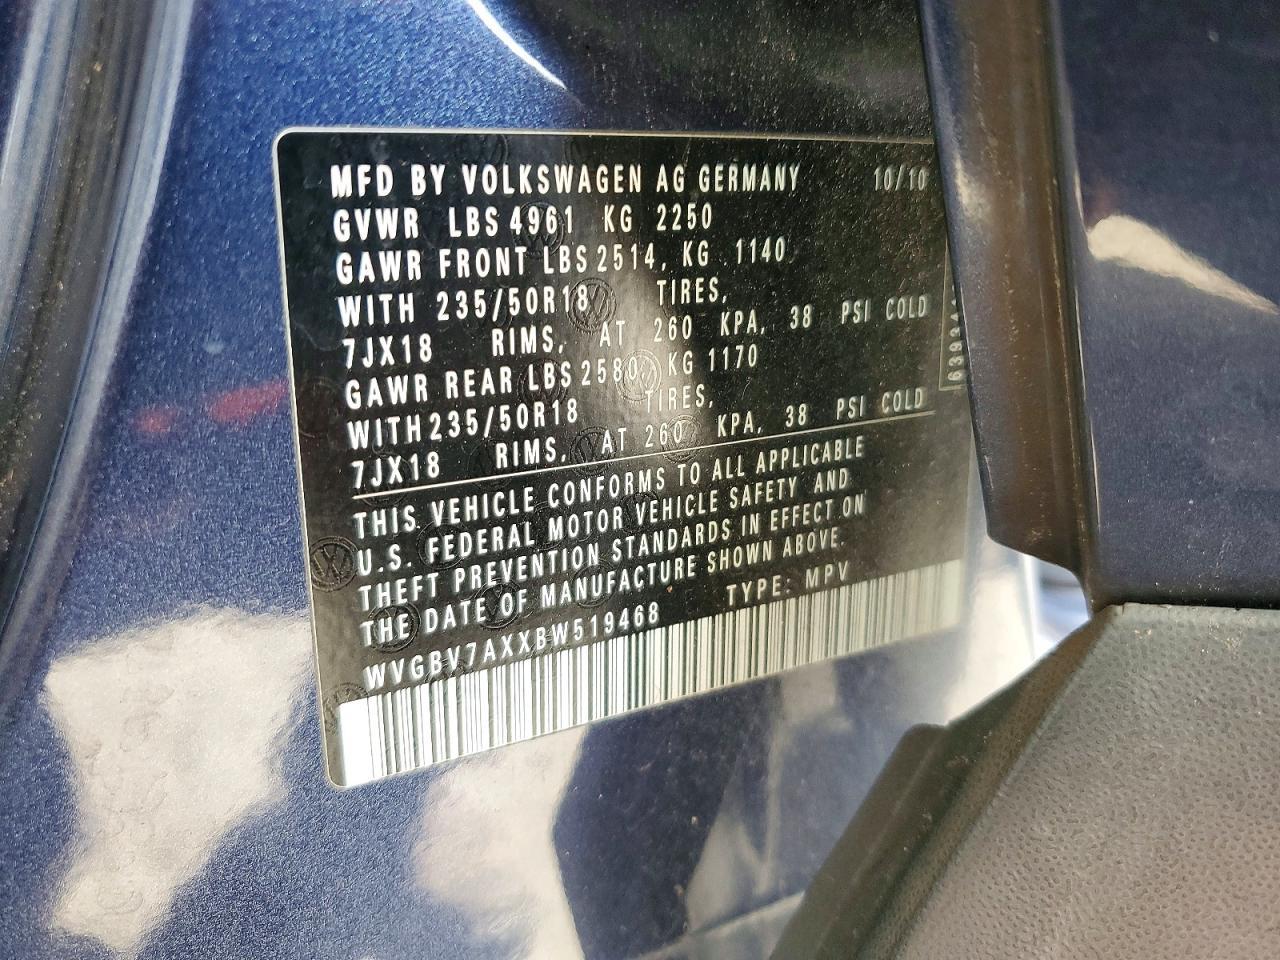 MFD BY VOLKSWAGEN AG GERMANY 10/10
GVWR LBS 4961 KG 2250
GAWR FRONT LBS 2514, KG 1140
WITH 235/50R18 TIRES,
7JX18 RIMS, AT 260 KPA, 38 PSI COLD
GAWR REAR LBS 2580, KG 1170
WITH 235/50R18 TIRES,
7JX18 RIMS, AT 260 KPA, 38 PSI COLD
THIS VEHICLE CONFORMS TO ALL APPLICABLE
U.S. FEDERAL MOTOR VEHICLE SAFETY AND
THEFT PREVENTION STANDARDS IN EFFECT ON
THE DATE OF MANUFACTURE SHOWN ABOVE.
WVGBV7AXXBW519468 TYPE: MPV